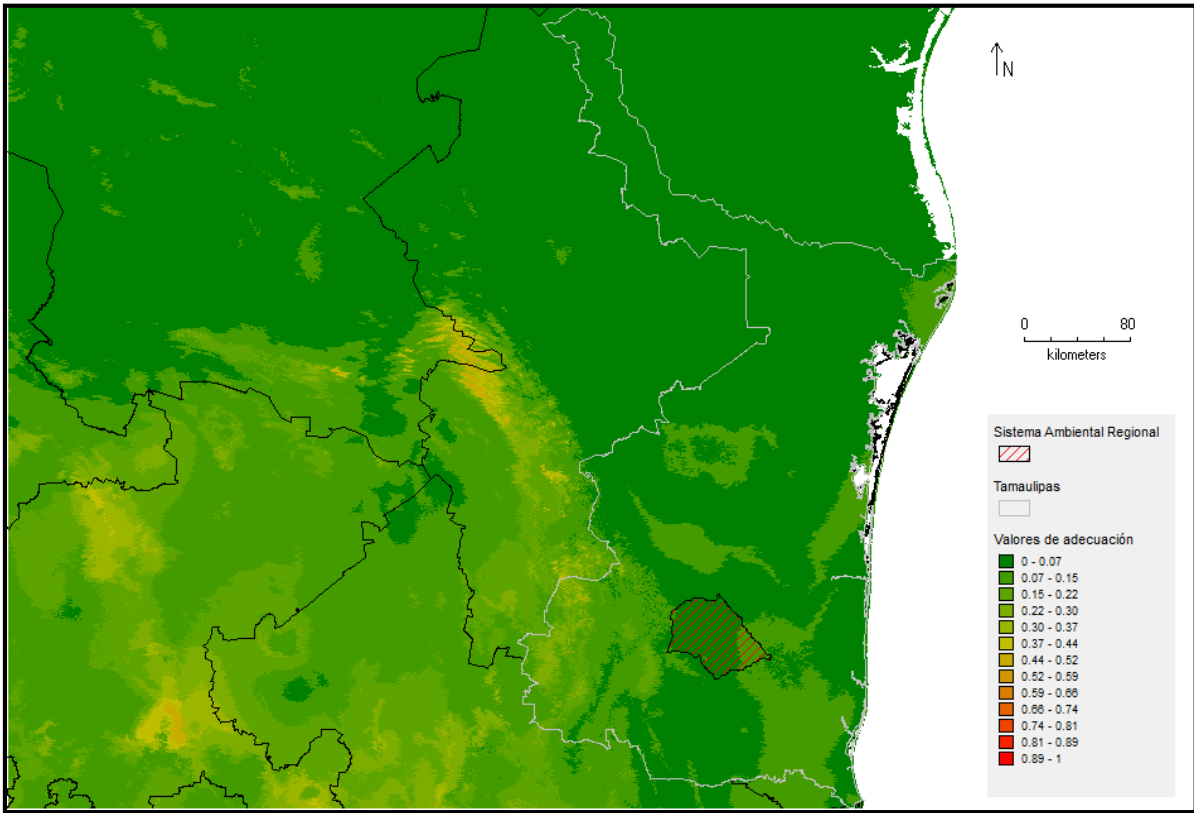 N
0 80
kilometers
Sistema Ambiental Regional
Tamaulipas
Valores de adecuación
0 - 0.07
0.07 - 0.15
0.15 - 0.22
0.22 - 0.30
0.30 - 0.37
0.37 - 0.44
0.44 - 0.52
0.52 - 0.59
0.59 - 0.66
0.66 - 0.74
0.74 - 0.81
0.81 - 0.89
0.89 - 1